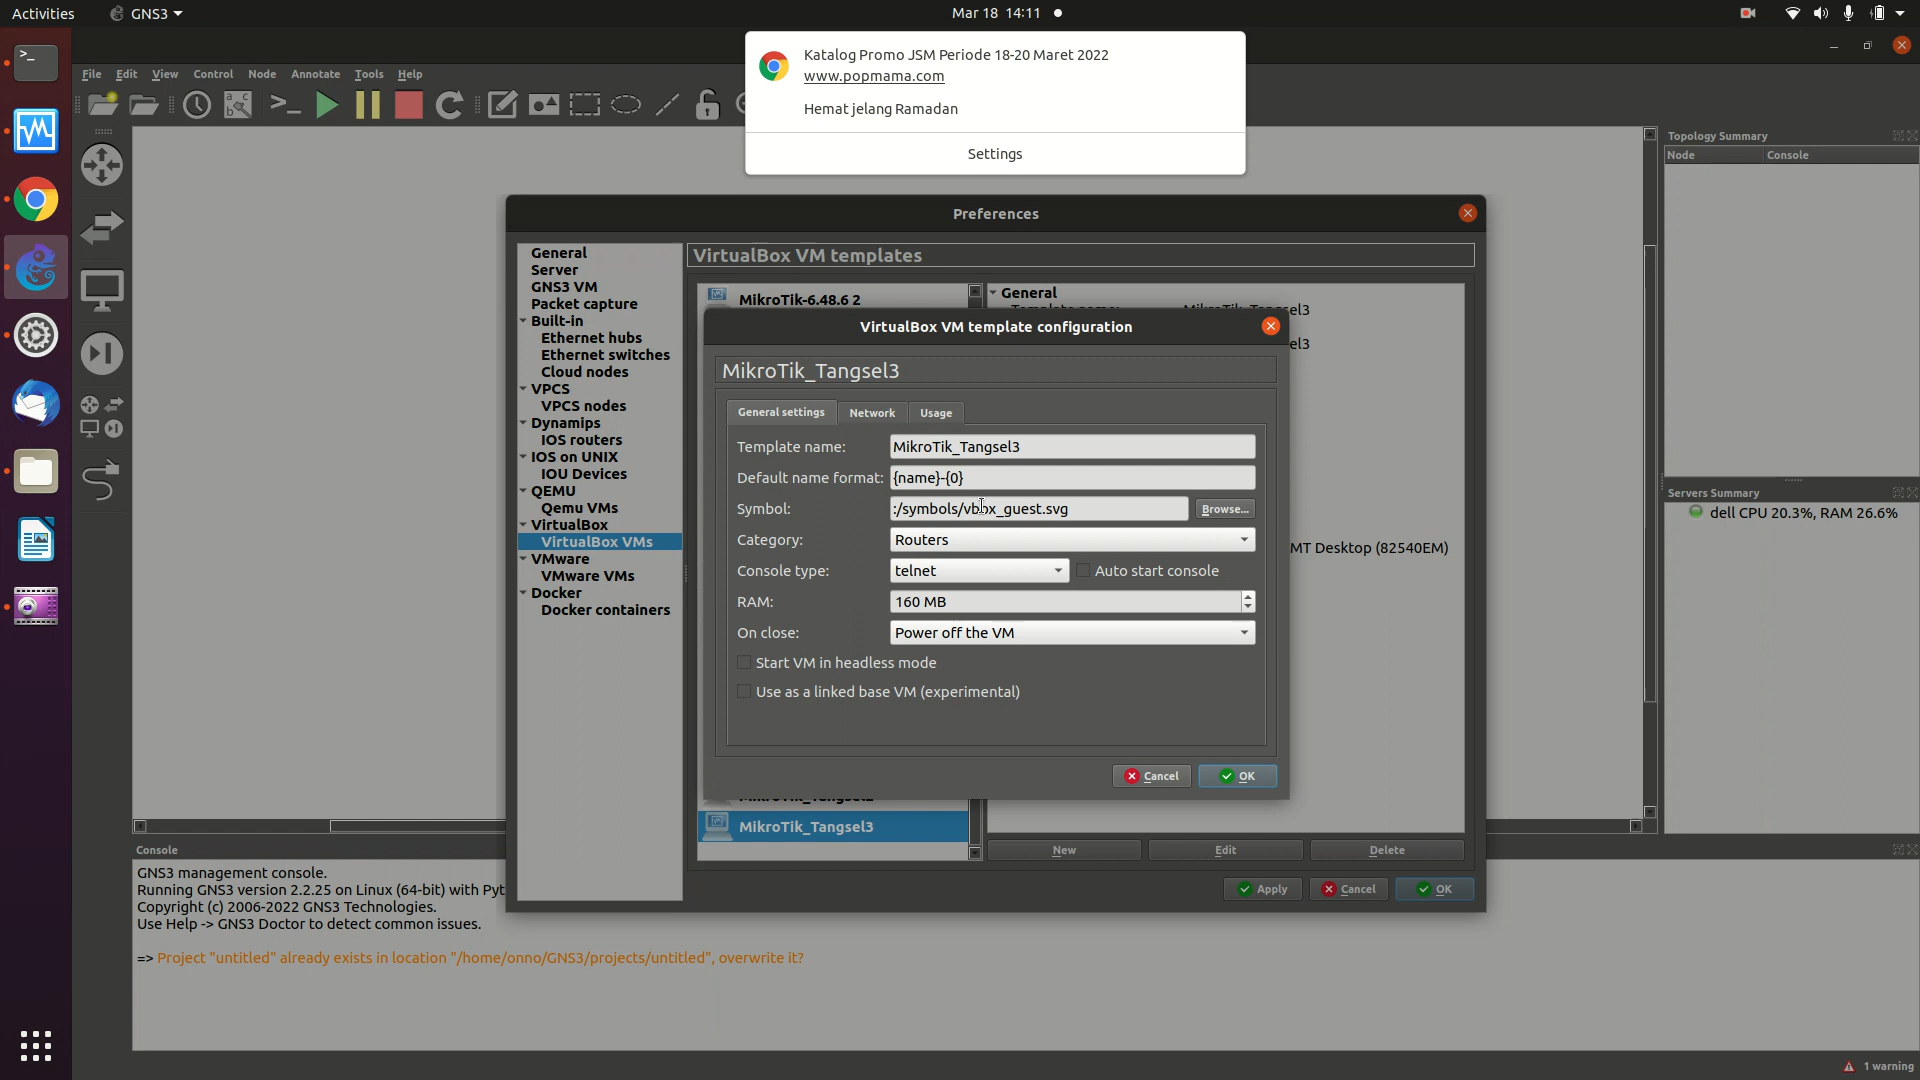 Activities
GNS3
Mar 18 14:11
Katalog Promo JSM Periode 18-20 Maret 2022
www.popmama.com
Hemat jelang Ramadan
Settings
File Edit View Control Node Annotate Tools Help
Topology Summary
Node Console
Servers Summary
dell CPU 20.3%, RAM 26.6%
Preferences
General
Server
GNS3 VM
Packet capture
Built-in
Ethernet hubs
Ethernet switches
Cloud nodes
VPCS
VPCS nodes
Dynamips
IOS routers
IOS on UNIX
IOU Devices
QEMU
Qemu VMs
VirtualBox
VirtualBox VMs
VMware
VMware VMs
Docker
Docker containers
VirtualBox VM templates
MikroTik-6.48.6 2
General
el3
el3
MT Desktop (82540EM)
VirtualBox VM template configuration
MikroTik_Tangsel3
General settings Network Usage
Template name: MikroTik_Tangsel3
Default name format: {name}-{0}
Symbol: :/symbols/vbox_guest.svg Browse...
Category: Routers
Console type: telnet Auto start console
RAM: 160 MB
On close: Power off the VM
Start VM in headless mode
Use as a linked base VM (experimental)
Cancel OK
MikroTik_Tangsel3
New Edit Delete
Apply Cancel OK
Console
GNS3 management console.
Running GNS3 version 2.2.25 on Linux (64-bit) with Pyt
Copyright (c) 2006-2022 GNS3 Technologies.
Use Help -> GNS3 Doctor to detect common issues.
=> Project "untitled" already exists in location "/home/onno/GNS3/projects/untitled", overwrite it?
1 warning